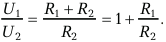 U₁/U₂ = (R₁ + R₂)/R₂ = 1 + R₁/R₂.